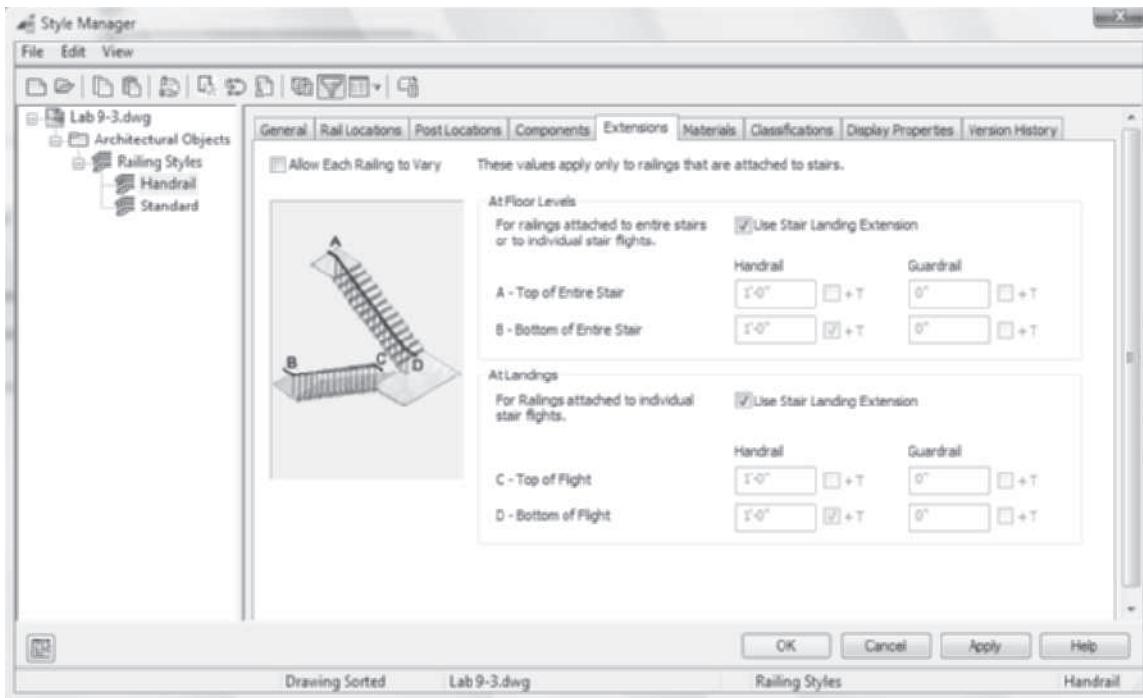 Style Manager
File Edit View
Lab 9-3.dwg
Architectural Objects
Railing Styles
Handrail
Standard
General Rail Locations Post Locations Components Extensions Materials Classifications Display Properties Version History
Allow Each Railing to Vary
These values apply only to railings that are attached to stairs.
A
B
C
D
At Floor Levels
For railings attached to entire stairs
or to individual stair flights.
Use Stair Landing Extension
Handrail Guardrail
A - Top of Entire Stair 1'-0" + T 0" + T
B - Bottom of Entire Stair 1'-0" + T 0" + T
At Landings
For Railings attached to individual
stair flights.
Use Stair Landing Extension
Handrail Guardrail
C - Top of Flight 1'-0" + T 0" + T
D - Bottom of Flight 1'-0" + T 0" + T
OK Cancel Apply Help
Drawing Sorted Lab 9-3.dwg Railing Styles Handrail